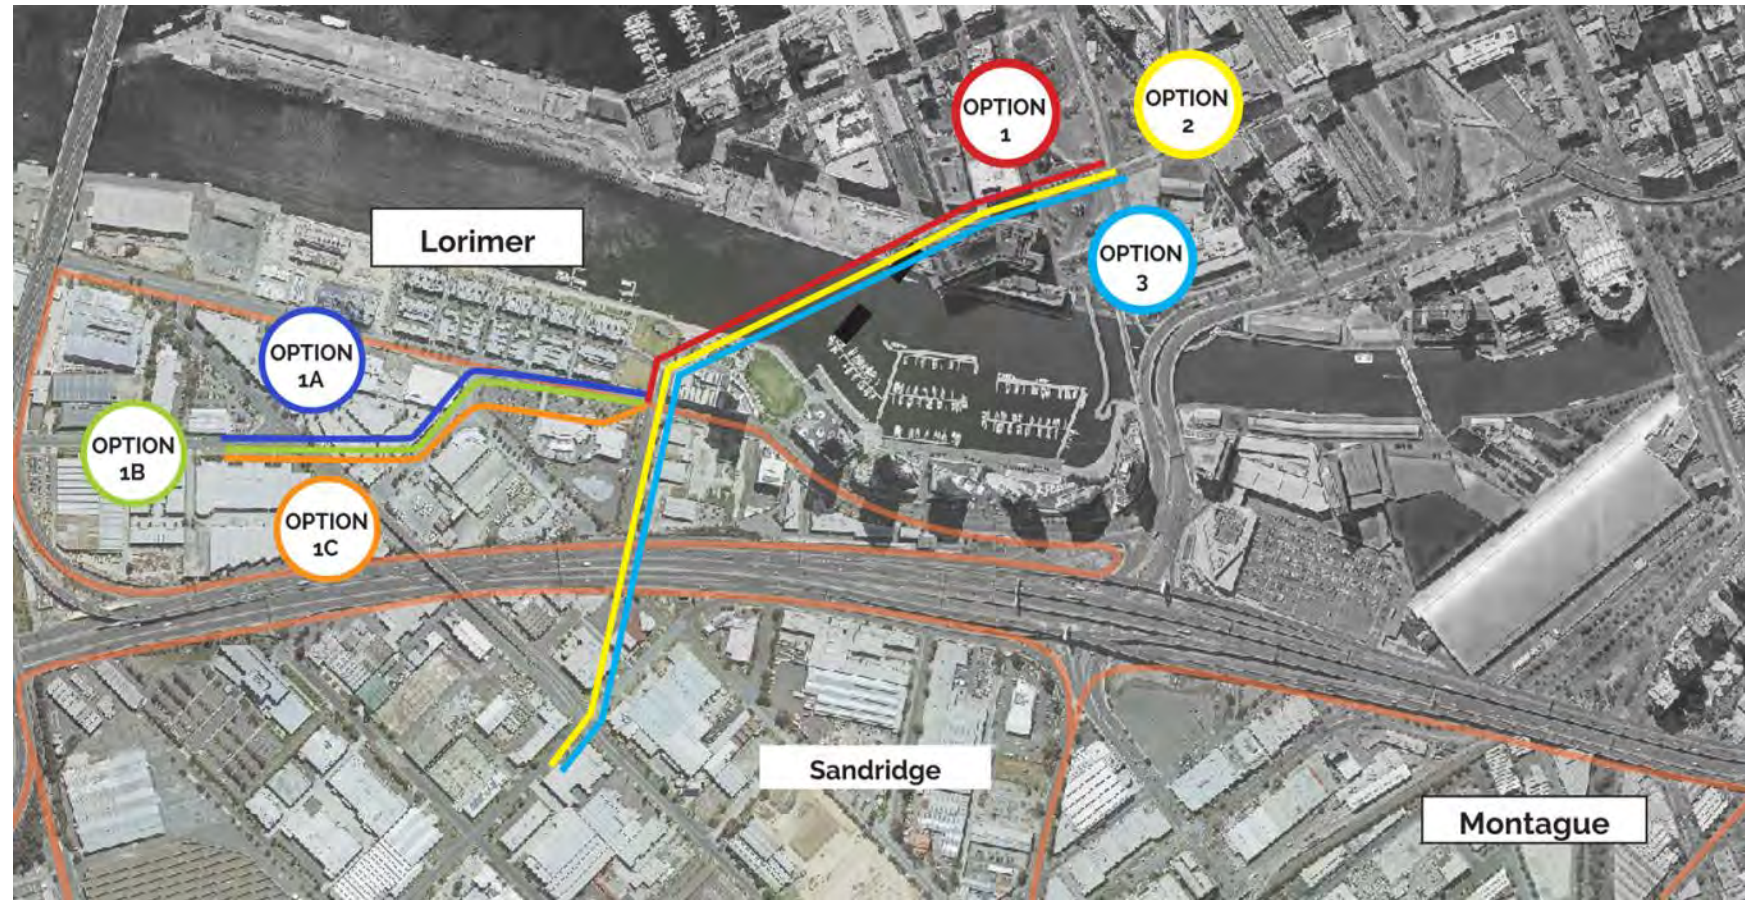 OPTION
1
OPTION
2
Lorimer
OPTION
3
OPTION
1A
OPTION
1B
OPTION
1C
Sandridge
Montague